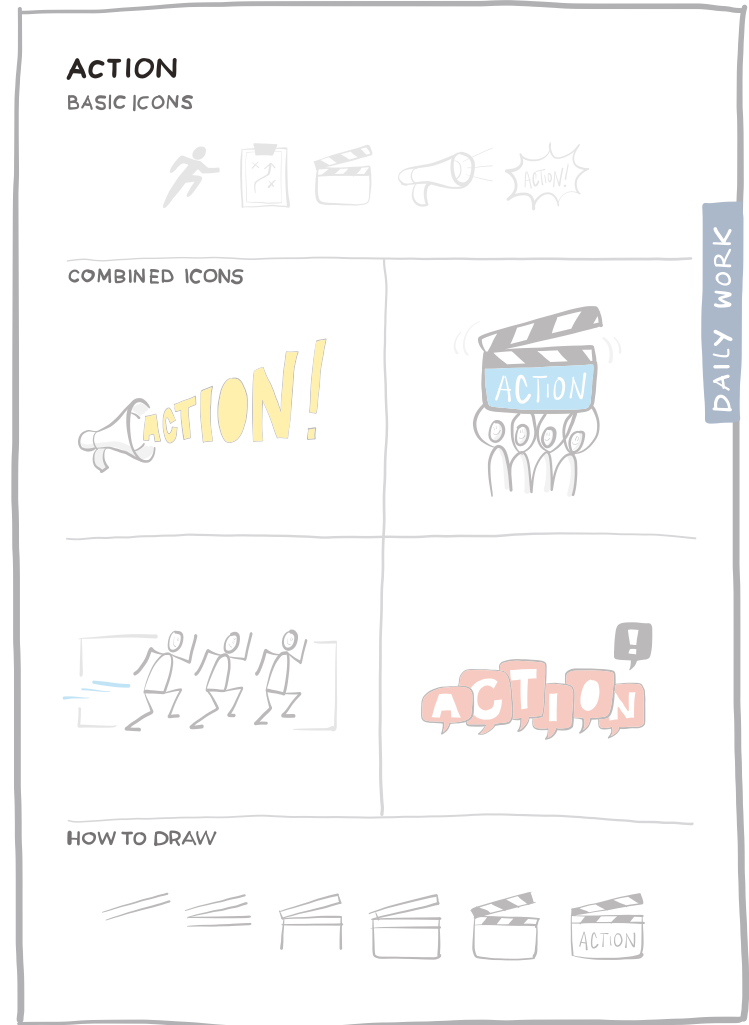 ACTION
BASIC ICONS
ACTION!
DAILY WORK
COMBINED ICONS
ACTION!
ACTION
ACTION
!
HOW TO DRAW
ACTION